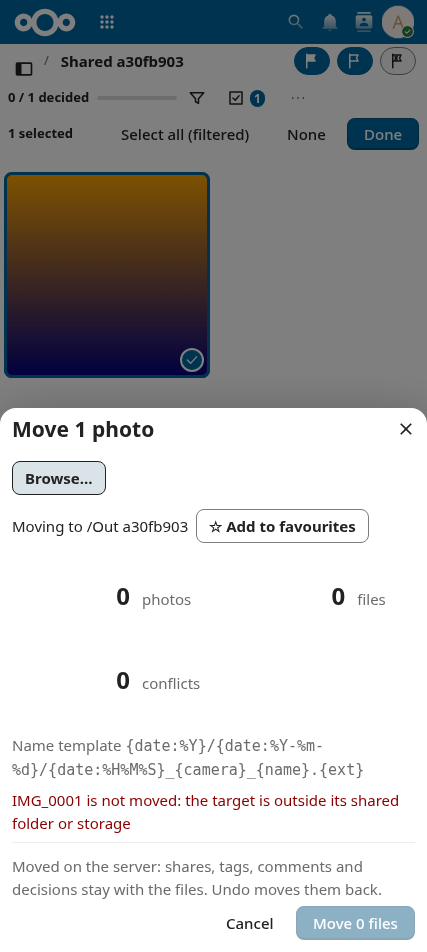 A
/ Shared a30fb903
0 / 1 decided 1 ...
1 selected Select all (filtered) None Done
Move 1 photo
Browse...
Moving to /Out a30fb903 ☆ Add to favourites
0 photos 0 files
0 conflicts
Name template {date:%Y}/{date:%Y-%m-
%d}/{date:%H%M%S}_{camera}_{name}.{ext}
IMG_0001 is not moved: the target is outside its shared
folder or storage
Moved on the server: shares, tags, comments and
decisions stay with the files. Undo moves them back.
Cancel Move 0 files